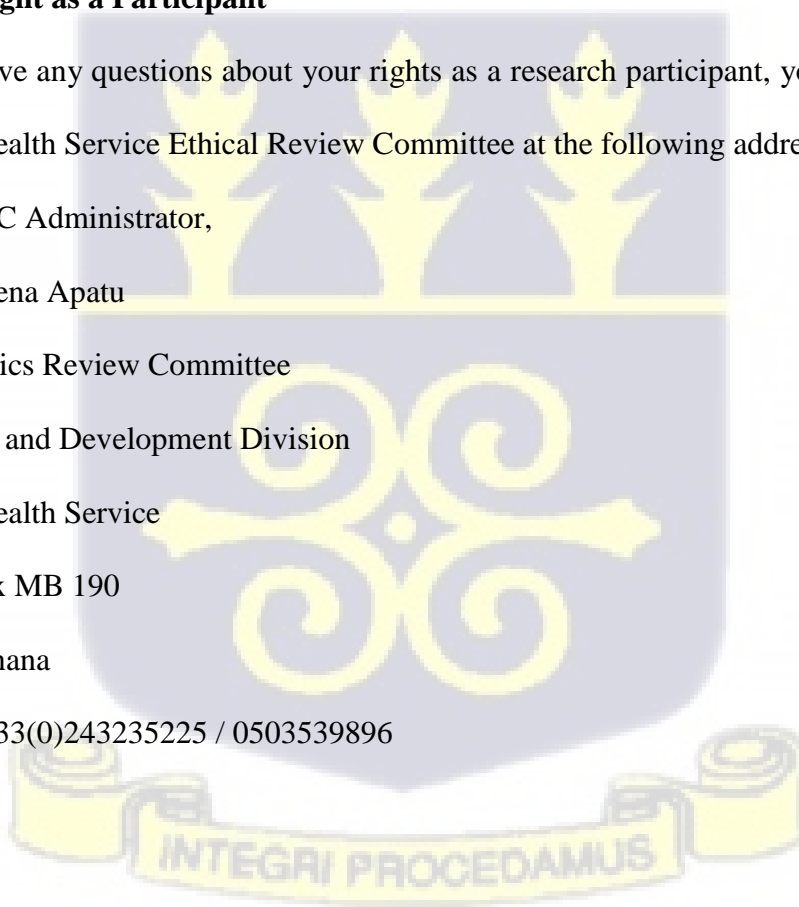 ght as a Participant
ve any questions about your rights as a research participant, yo
ealth Service Ethical Review Committee at the following addre
C Administrator,
ena Apatu
ics Review Committee
and Development Division
ealth Service
x MB 190
hana
33(0)243235225 / 0503539896
INTEGRI PROCEDAMUS